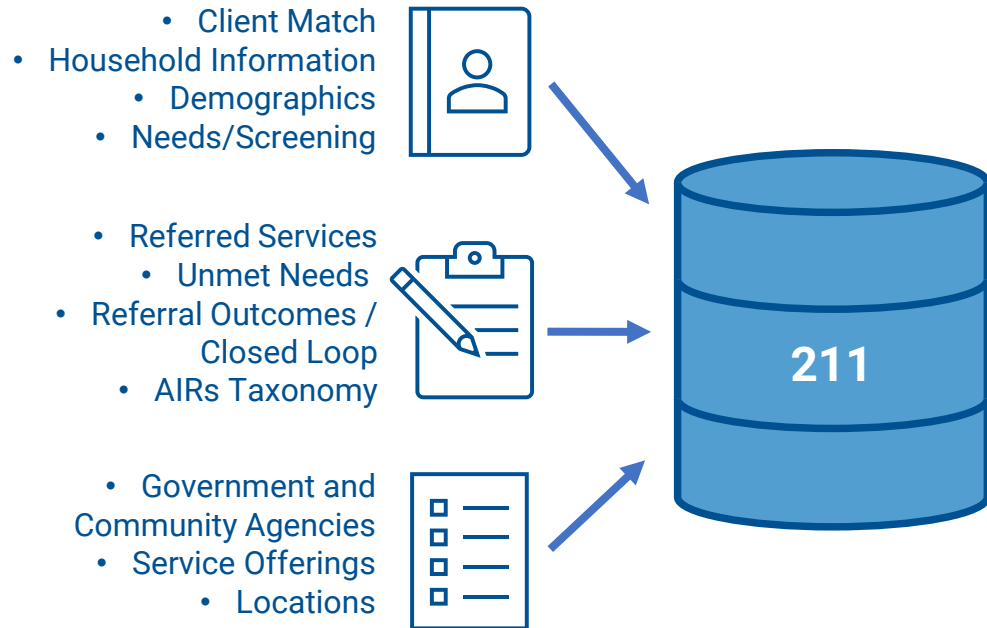 • Client Match
• Household Information
• Demographics
• Needs/Screening
• Referred Services
• Unmet Needs
• Referral Outcomes /
Closed Loop
• AIRs Taxonomy
• Government and
Community Agencies
• Service Offerings
• Locations
211